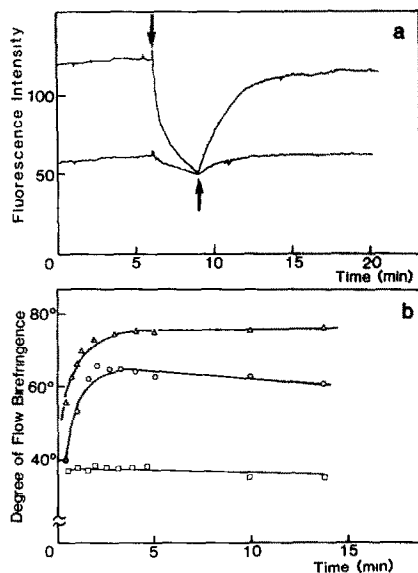 a
Fluorescence Intensity
100
50
0
5
10
15
20
Time (min)
b
Degree of Flow Birefringence
80°
60°
40°
0
5
10
15
Time (min)